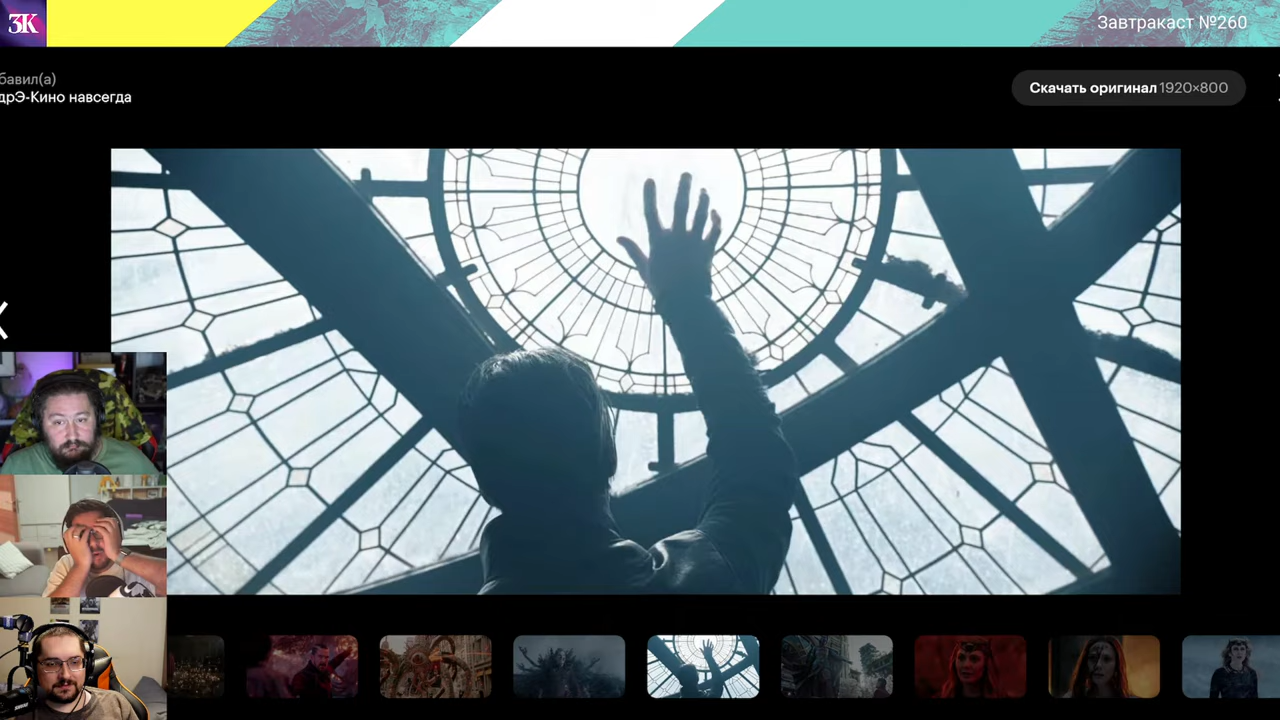 ЗК
Завтракаст №260
бавил(а)
дрЭ-Кино навсегда
Скачать оригинал 1920×800